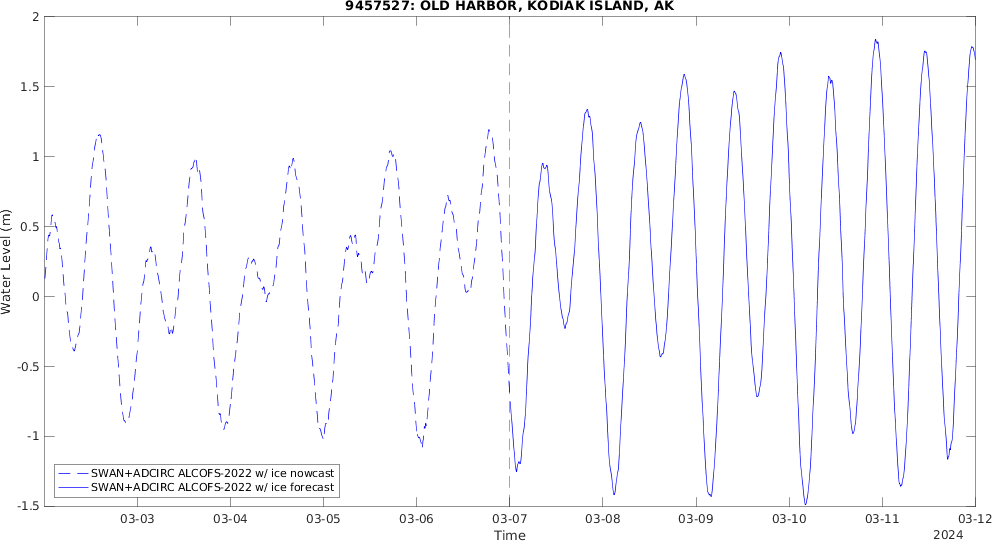 9457527: OLD HARBOR, KODIAK ISLAND, AK
2
1.5
1
0.5
0
-0.5
-1
-1.5
Water Level (m)
SWAN+ADCIRC ALCOFS-2022 w/ ice nowcast
SWAN+ADCIRC ALCOFS-2022 w/ ice forecast
03-03 03-04 03-05 03-06 03-07 03-08 03-09 03-10 03-11 03-12
Time
2024